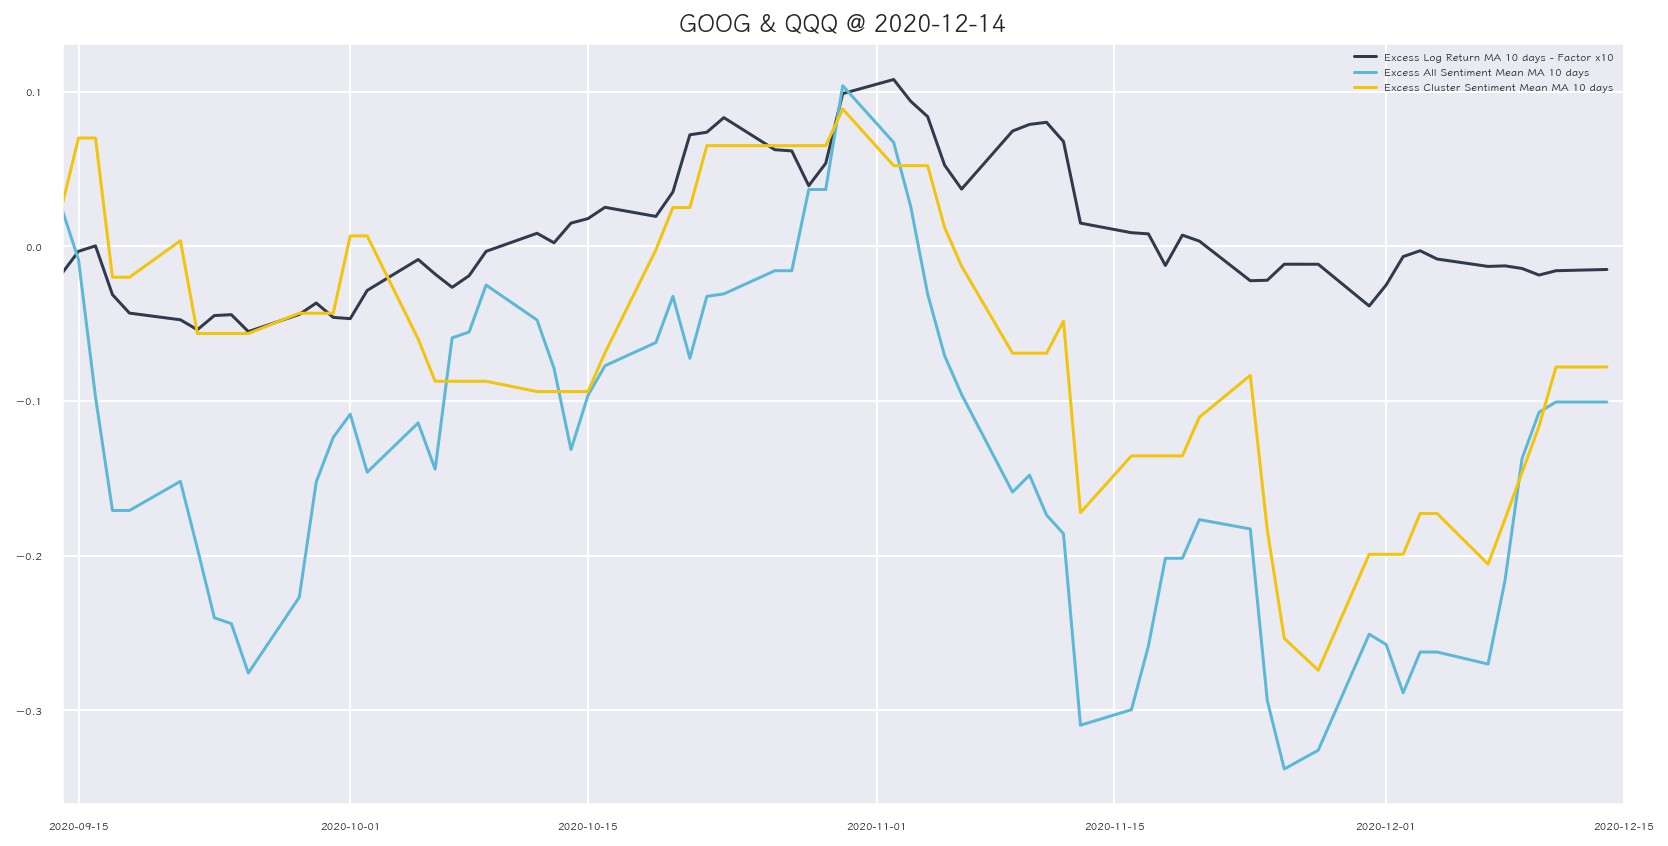 GOOG & QQQ @ 2020-12-14
Excess Log Return MA 10 days - Factor x10
Excess All Sentiment Mean MA 10 days
Excess Cluster Sentiment Mean MA 10 days
0.1
0.0
−0.1
−0.2
−0.3
2020-09-15 2020-10-01 2020-10-15 2020-11-01 2020-11-15 2020-12-01 2020-12-15